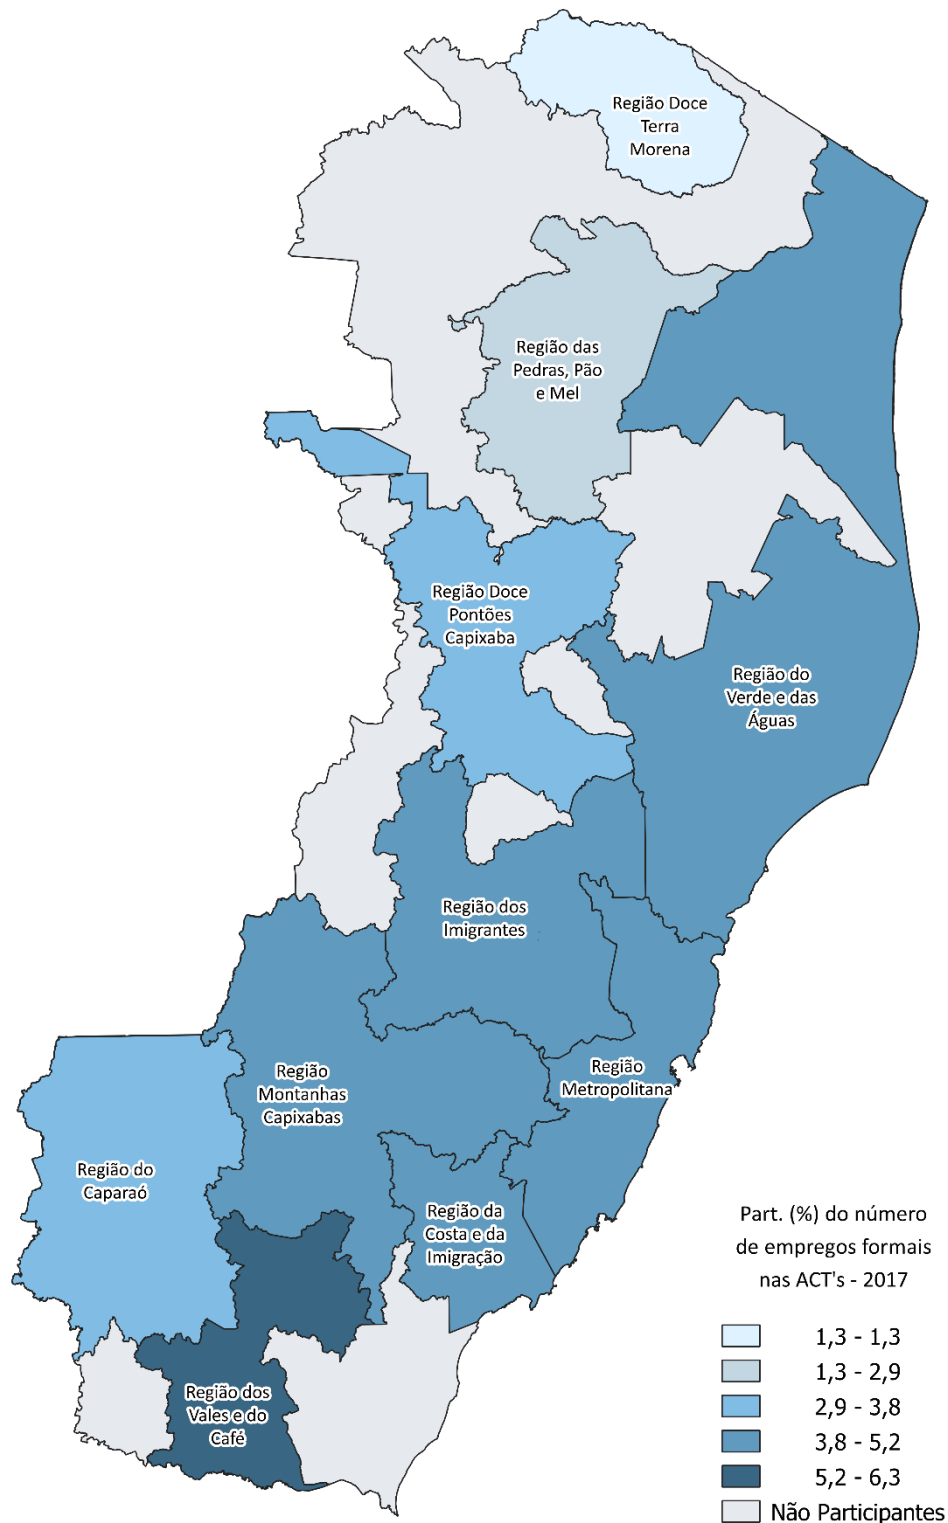 Região Doce
Terra
Morena
Região das
Pedras, Pão
e Mel
Região Doce
Pontões
Capixaba
Região do
Verde e das
Águas
Região dos
Imigrantes
Região
Montanhas
Capixabas
Região
Metropolitana
Região do
Caparaó
Região da
Costa e da
Imigração
Região dos
Vales e do
Café
Part. (%) do número
de empregos formais
nas ACT's - 2017
1,3 - 1,3
1,3 - 2,9
2,9 - 3,8
3,8 - 5,2
5,2 - 6,3
Não Participantes